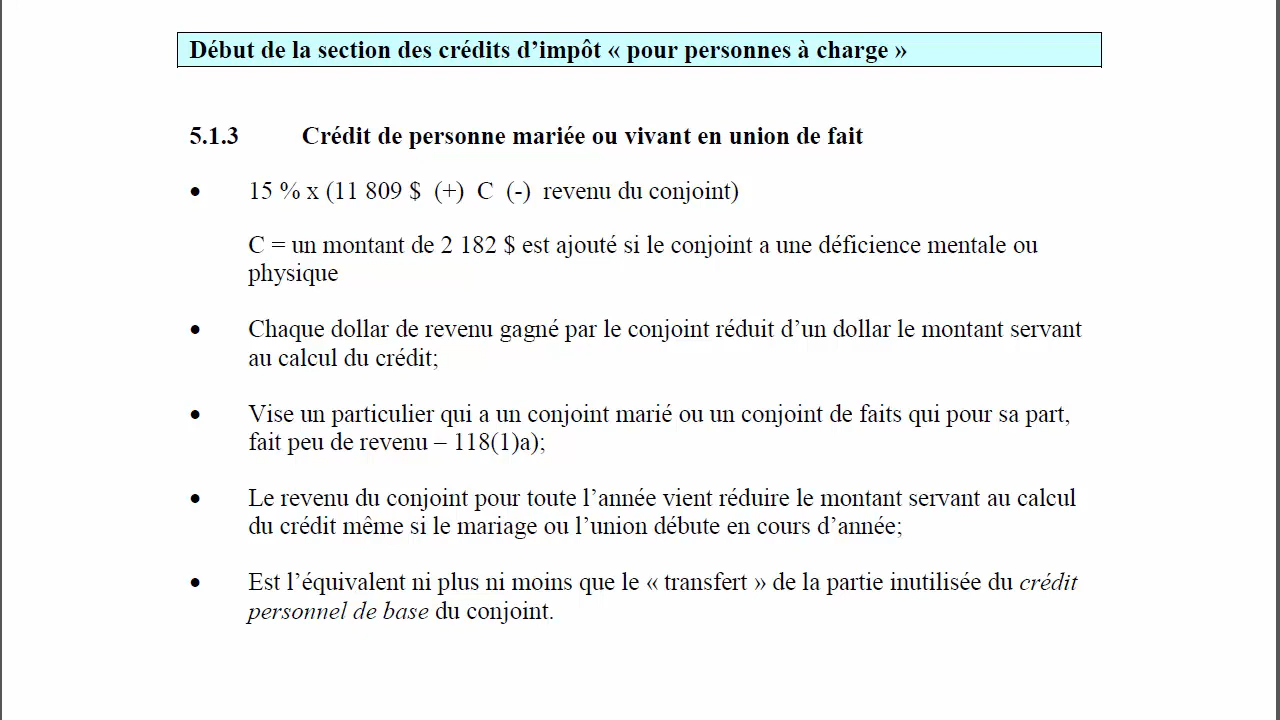 Début de la section des crédits d'impôt « pour personnes à charge »
5.1.3 Crédit de personne mariée ou vivant en union de fait
• 15 % x (11 809 $ (+) C (-) revenu du conjoint)
C = un montant de 2 182 $ est ajouté si le conjoint a une déficience mentale ou
physique
• Chaque dollar de revenu gagné par le conjoint réduit d'un dollar le montant servant
au calcul du crédit;
• Vise un particulier qui a un conjoint marié ou un conjoint de faits qui pour sa part,
fait peu de revenu – 118(1)a);
• Le revenu du conjoint pour toute l'année vient réduire le montant servant au calcul
du crédit même si le mariage ou l'union débute en cours d'année;
• Est l'équivalent ni plus ni moins que le « transfert » de la partie inutilisée du crédit
personnel de base du conjoint.